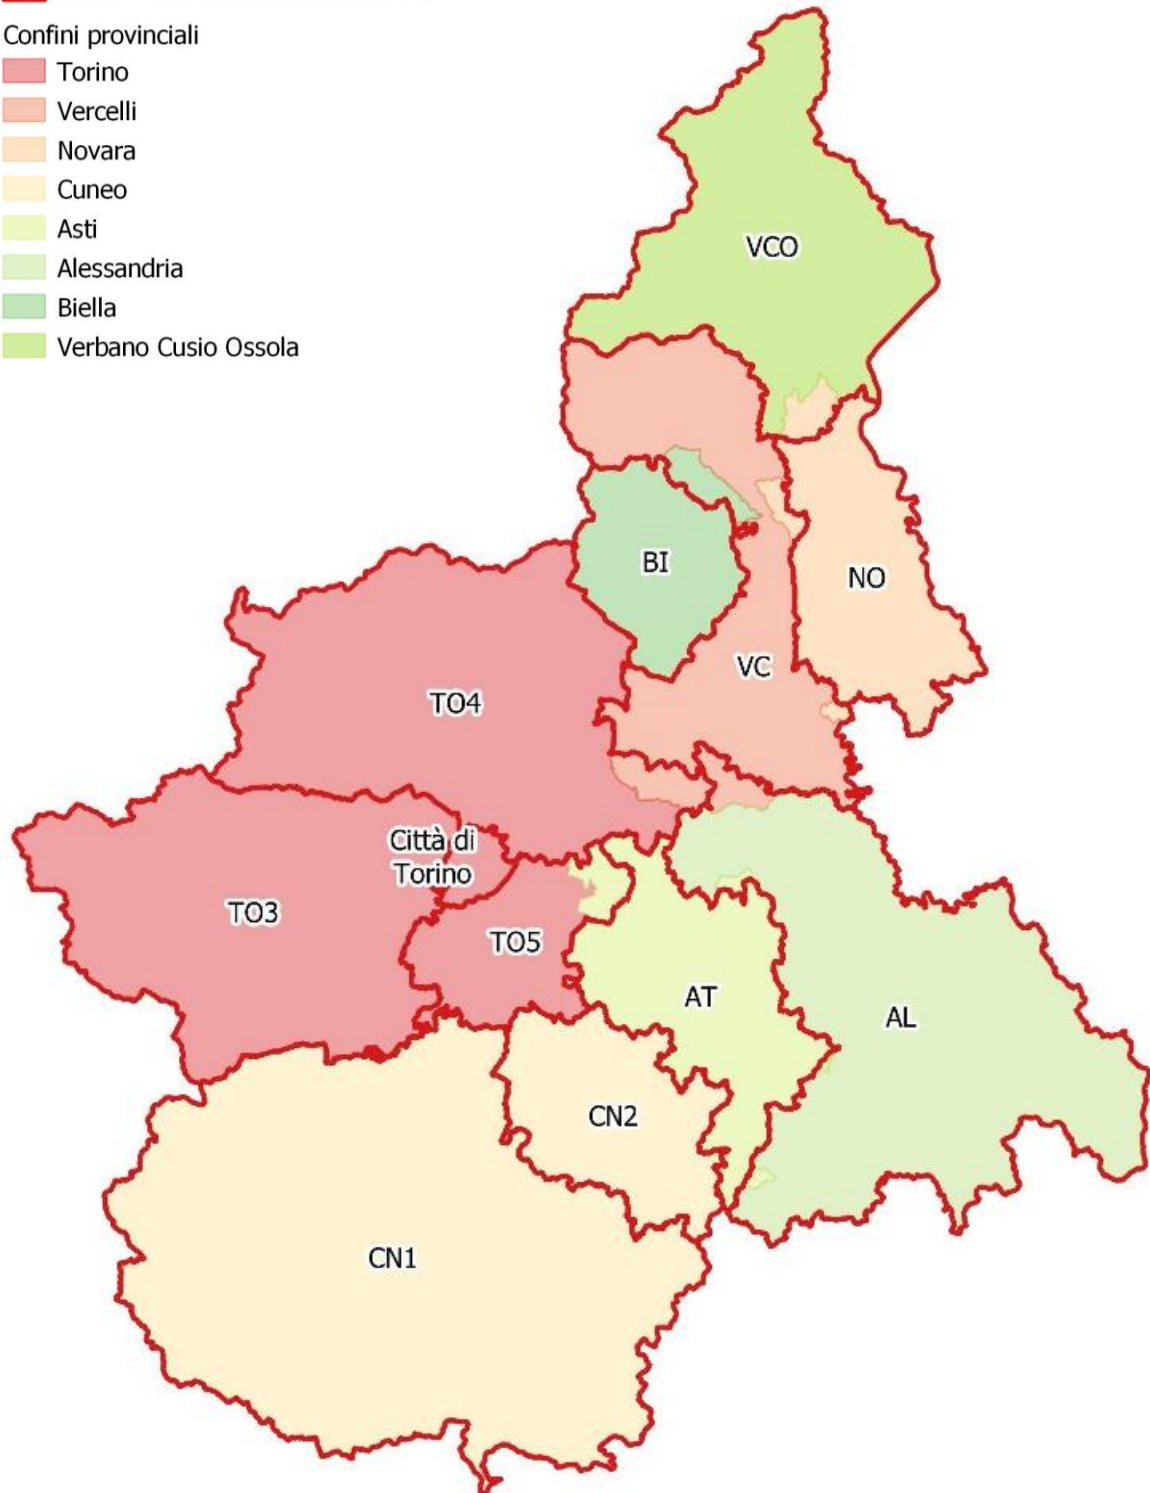 Confini provinciali
Torino
Vercelli
Novara
Cuneo
Asti
Alessandria
Biella
Verbano Cusio Ossola
VCO
BI
NO
VC
TO4
Città di
Torino
TO3
TO5
AT
AL
CN2
CN1